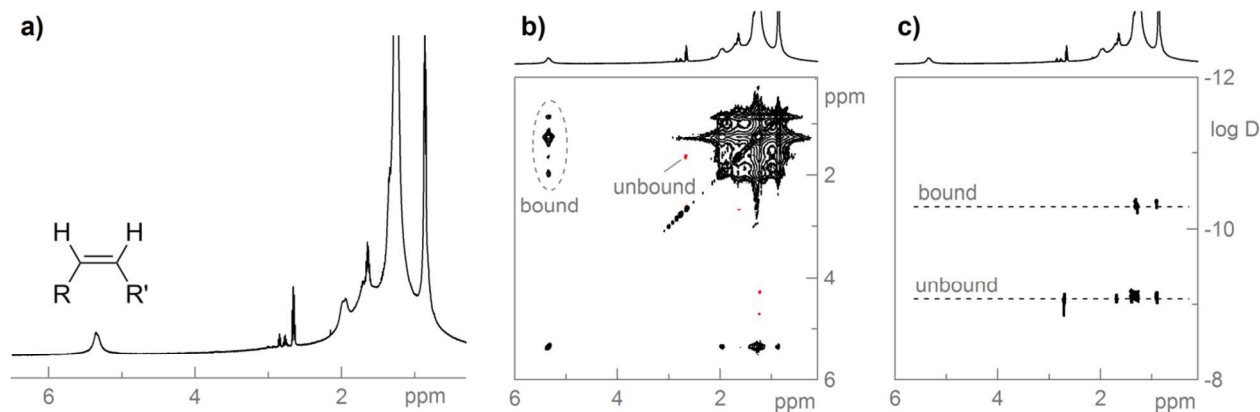 a)
H H
R R'
6 4 2 ppm
b)
ppm
2
4
6
bound
unbound
6 4 2 ppm
c)
-12
log D
-10
-8
bound
unbound
6 4 2 ppm